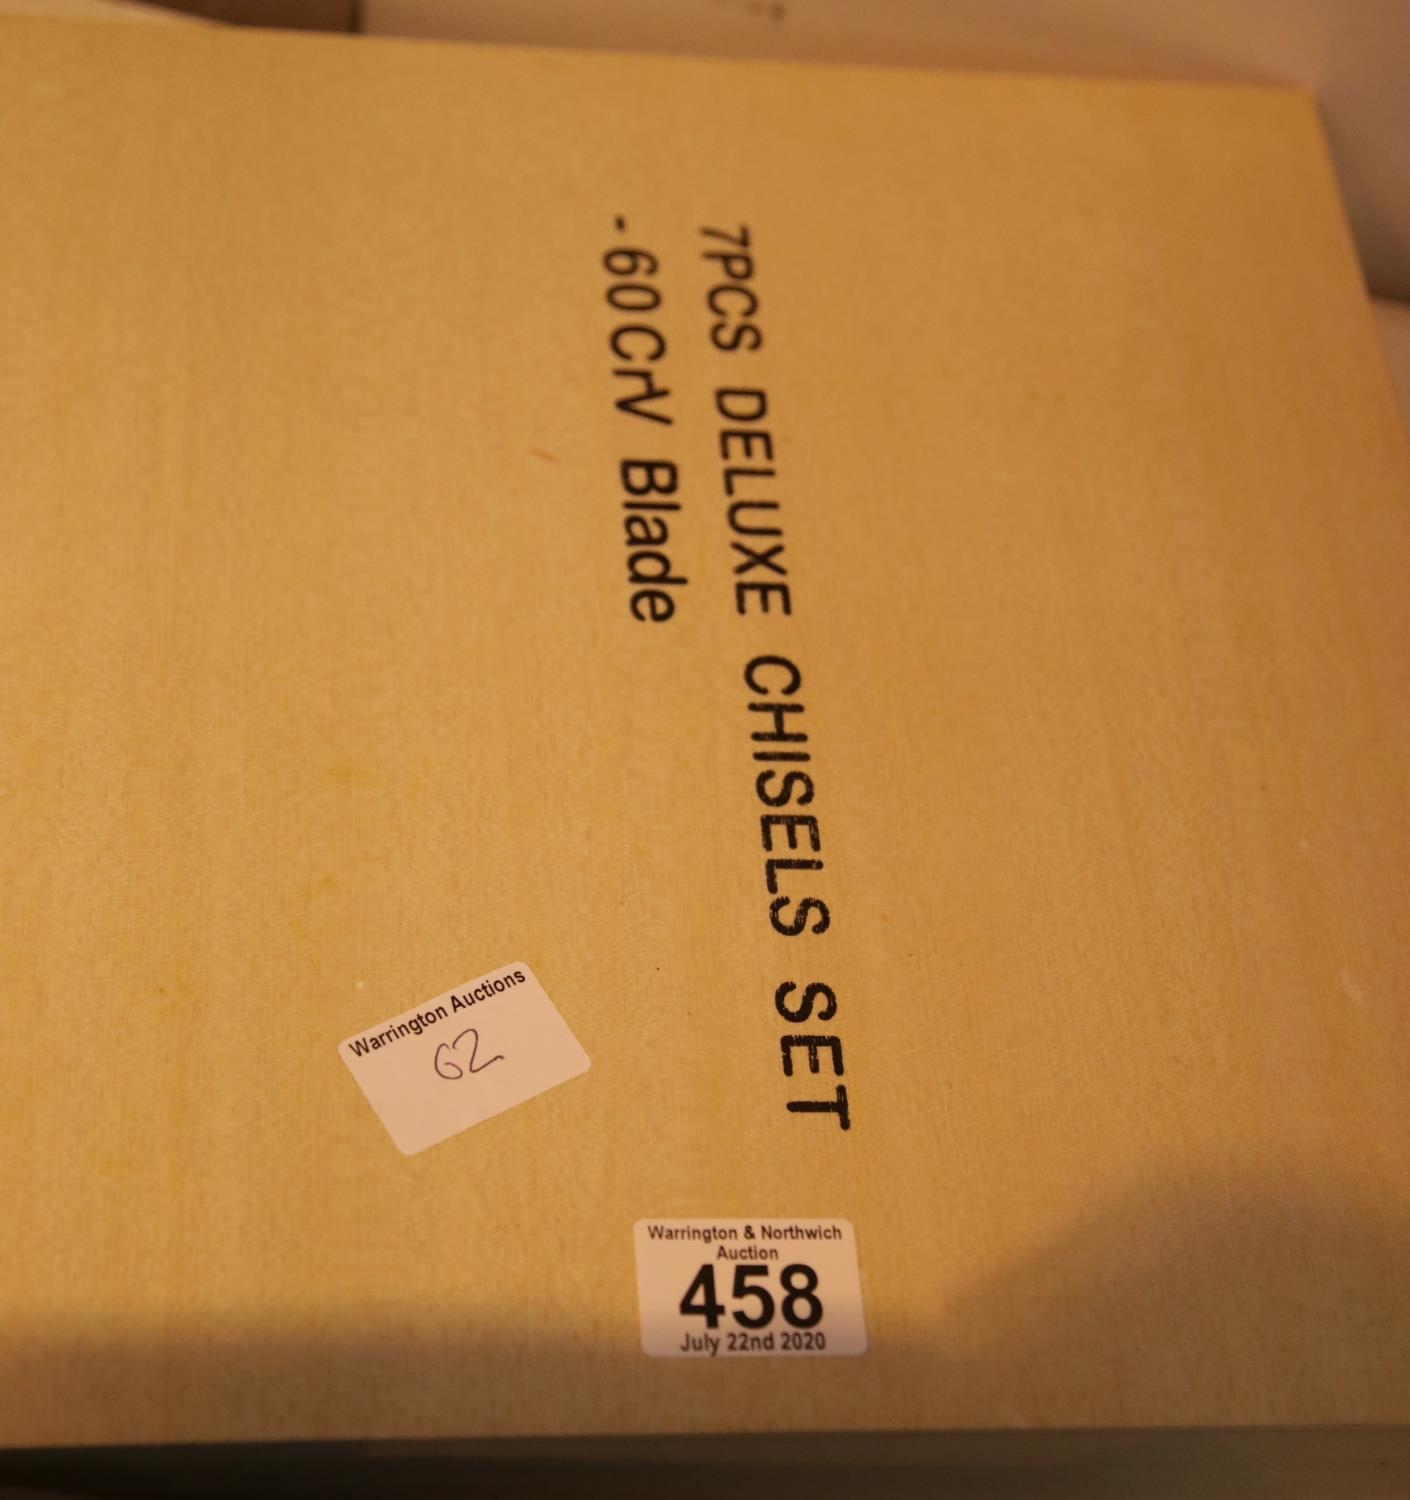 7PCS DELUXE CHISELS SET
- 60CrV Blade
Warrington Auctions
62
Warrington & Northwich
Auction
458
July 22nd 2020